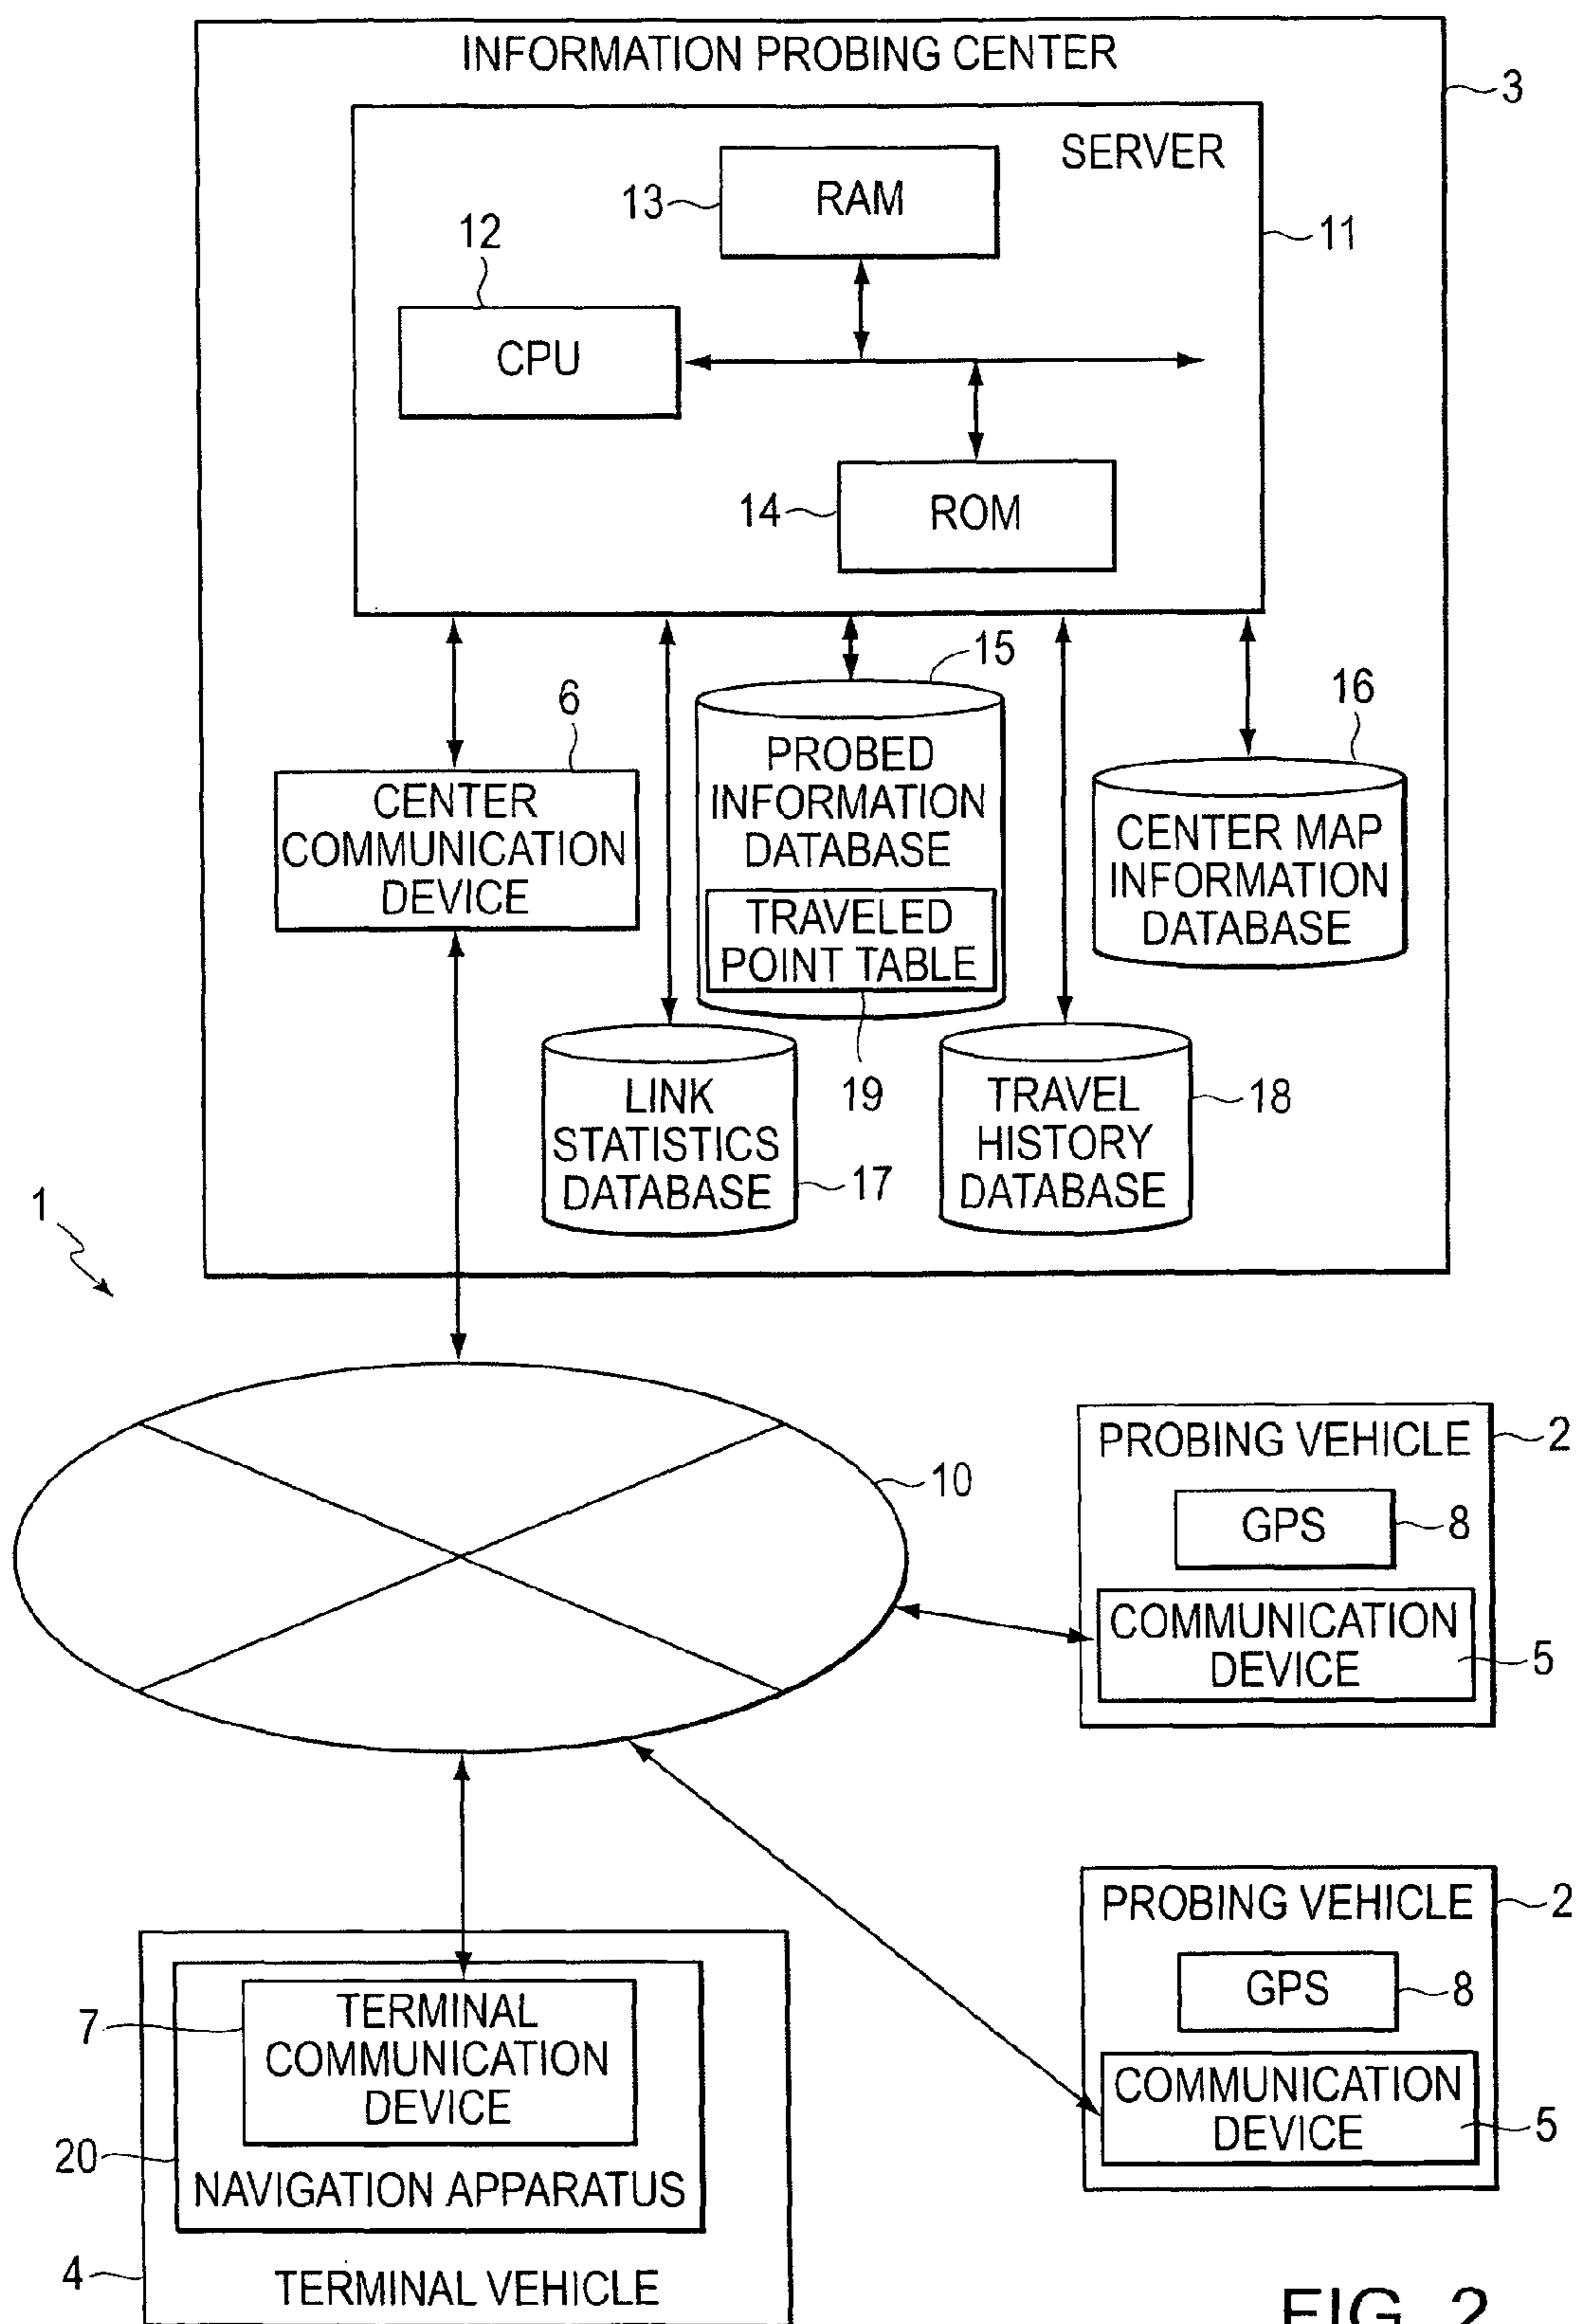 INFORMATION PROBING CENTER
3
SERVER
RAM
13
12
11
CPU
14
ROM
15
6
16
PROBED
INFORMATION
DATABASE
CENTER
COMMUNICATION
DEVICE
CENTER MAP
INFORMATION
DATABASE
TRAVELED
POINT TABLE
19
LINK
STATISTICS
DATABASE
17
TRAVEL
HISTORY
DATABASE
18
1
10
PROBING VEHICLE
2
GPS
8
COMMUNICATION
DEVICE
5
PROBING VEHICLE
2
GPS
8
COMMUNICATION
DEVICE
5
7
TERMINAL
COMMUNICATION
DEVICE
20
NAVIGATION APPARATUS
4
TERMINAL VEHICLE
FIG. 2